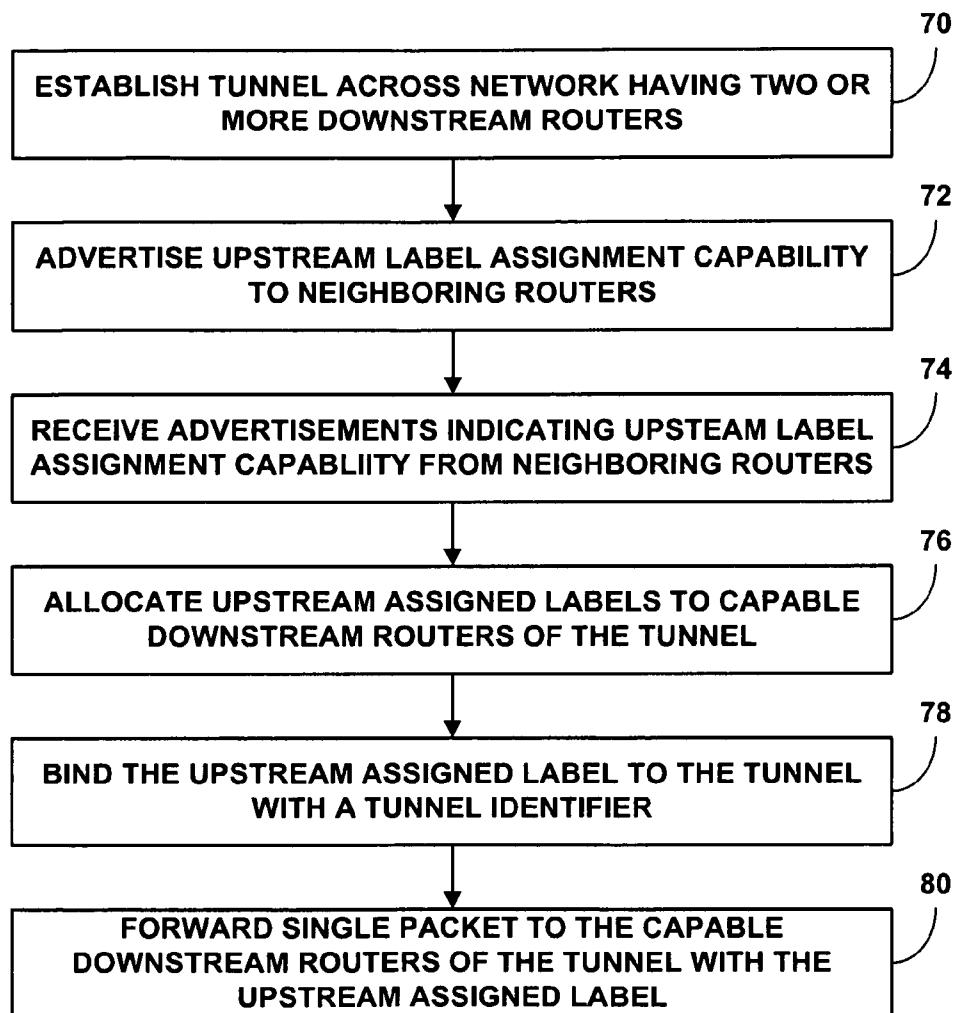 70
ESTABLISH TUNNEL ACROSS NETWORK HAVING TWO OR
MORE DOWNSTREAM ROUTERS
72
ADVERTISE UPSTREAM LABEL ASSIGNMENT CAPABILITY
TO NEIGHBORING ROUTERS
74
RECEIVE ADVERTISEMENTS INDICATING UPSTEAM LABEL
ASSIGNMENT CAPABLIITY FROM NEIGHBORING ROUTERS
76
ALLOCATE UPSTREAM ASSIGNED LABELS TO CAPABLE
DOWNSTREAM ROUTERS OF THE TUNNEL
78
BIND THE UPSTREAM ASSIGNED LABEL TO THE TUNNEL
WITH A TUNNEL IDENTIFIER
80
FORWARD SINGLE PACKET TO THE CAPABLE
DOWNSTREAM ROUTERS OF THE TUNNEL WITH THE
UPSTREAM ASSIGNED LABEL